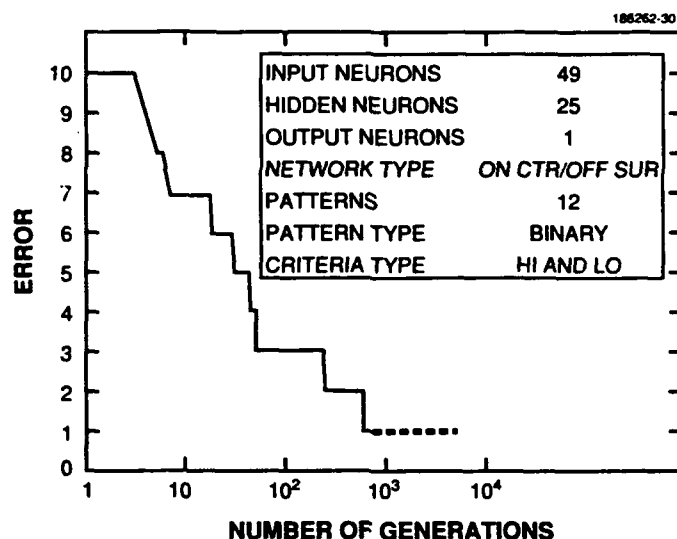 186262-30
INPUT NEURONS 49
HIDDEN NEURONS 25
OUTPUT NEURONS 1
NETWORK TYPE ON CTR/OFF SUR
PATTERNS 12
PATTERN TYPE BINARY
CRITERIA TYPE HI AND LO
ERROR
10
9
8
7
6
5
4
3
2
1
0
1 10 10² 10³ 10⁴
NUMBER OF GENERATIONS